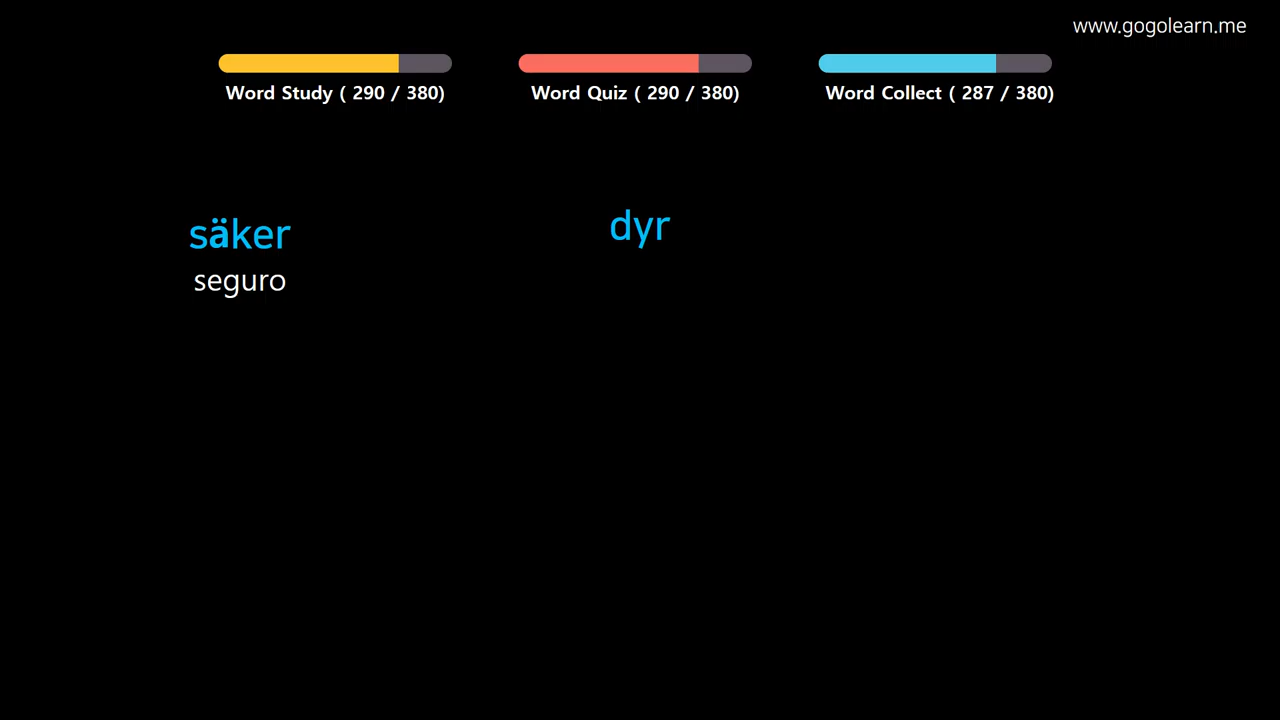 www.gogolearn.me
Word Study ( 290 / 380)
Word Quiz ( 290 / 380)
Word Collect ( 287 / 380)
säker
seguro
dyr